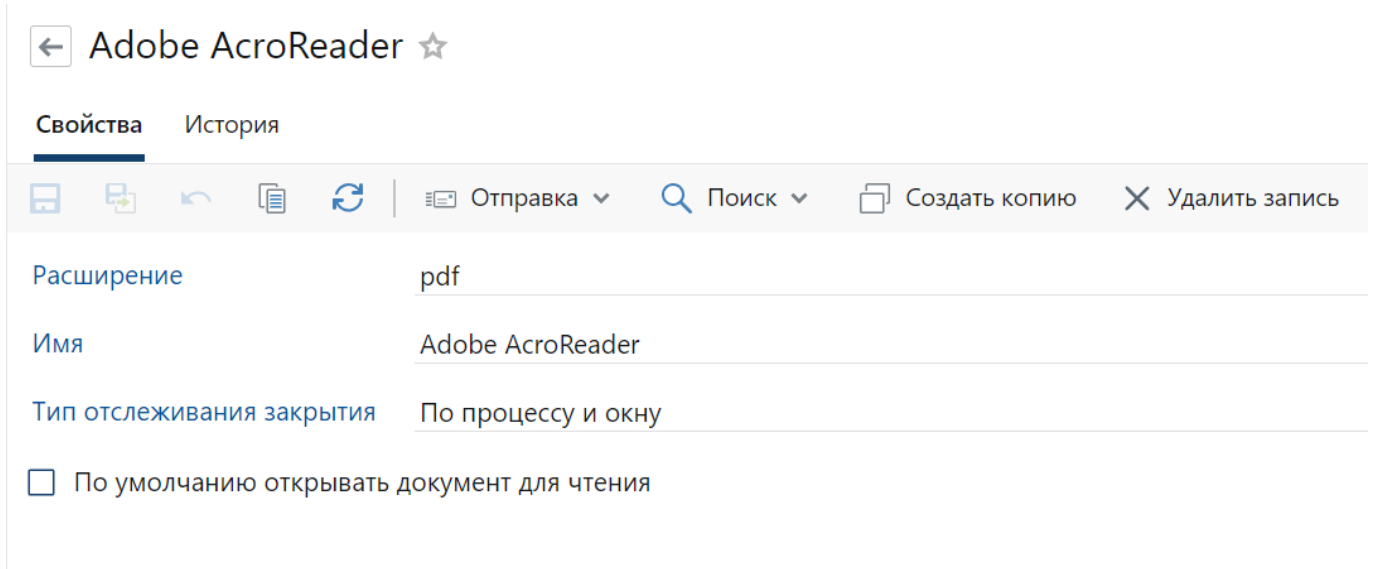 Adobe AcroReader
Свойства История
Отправка Поиск Создать копию Удалить запись
Расширение pdf
Имя Adobe AcroReader
Тип отслеживания закрытия По процессу и окну
По умолчанию открывать документ для чтения